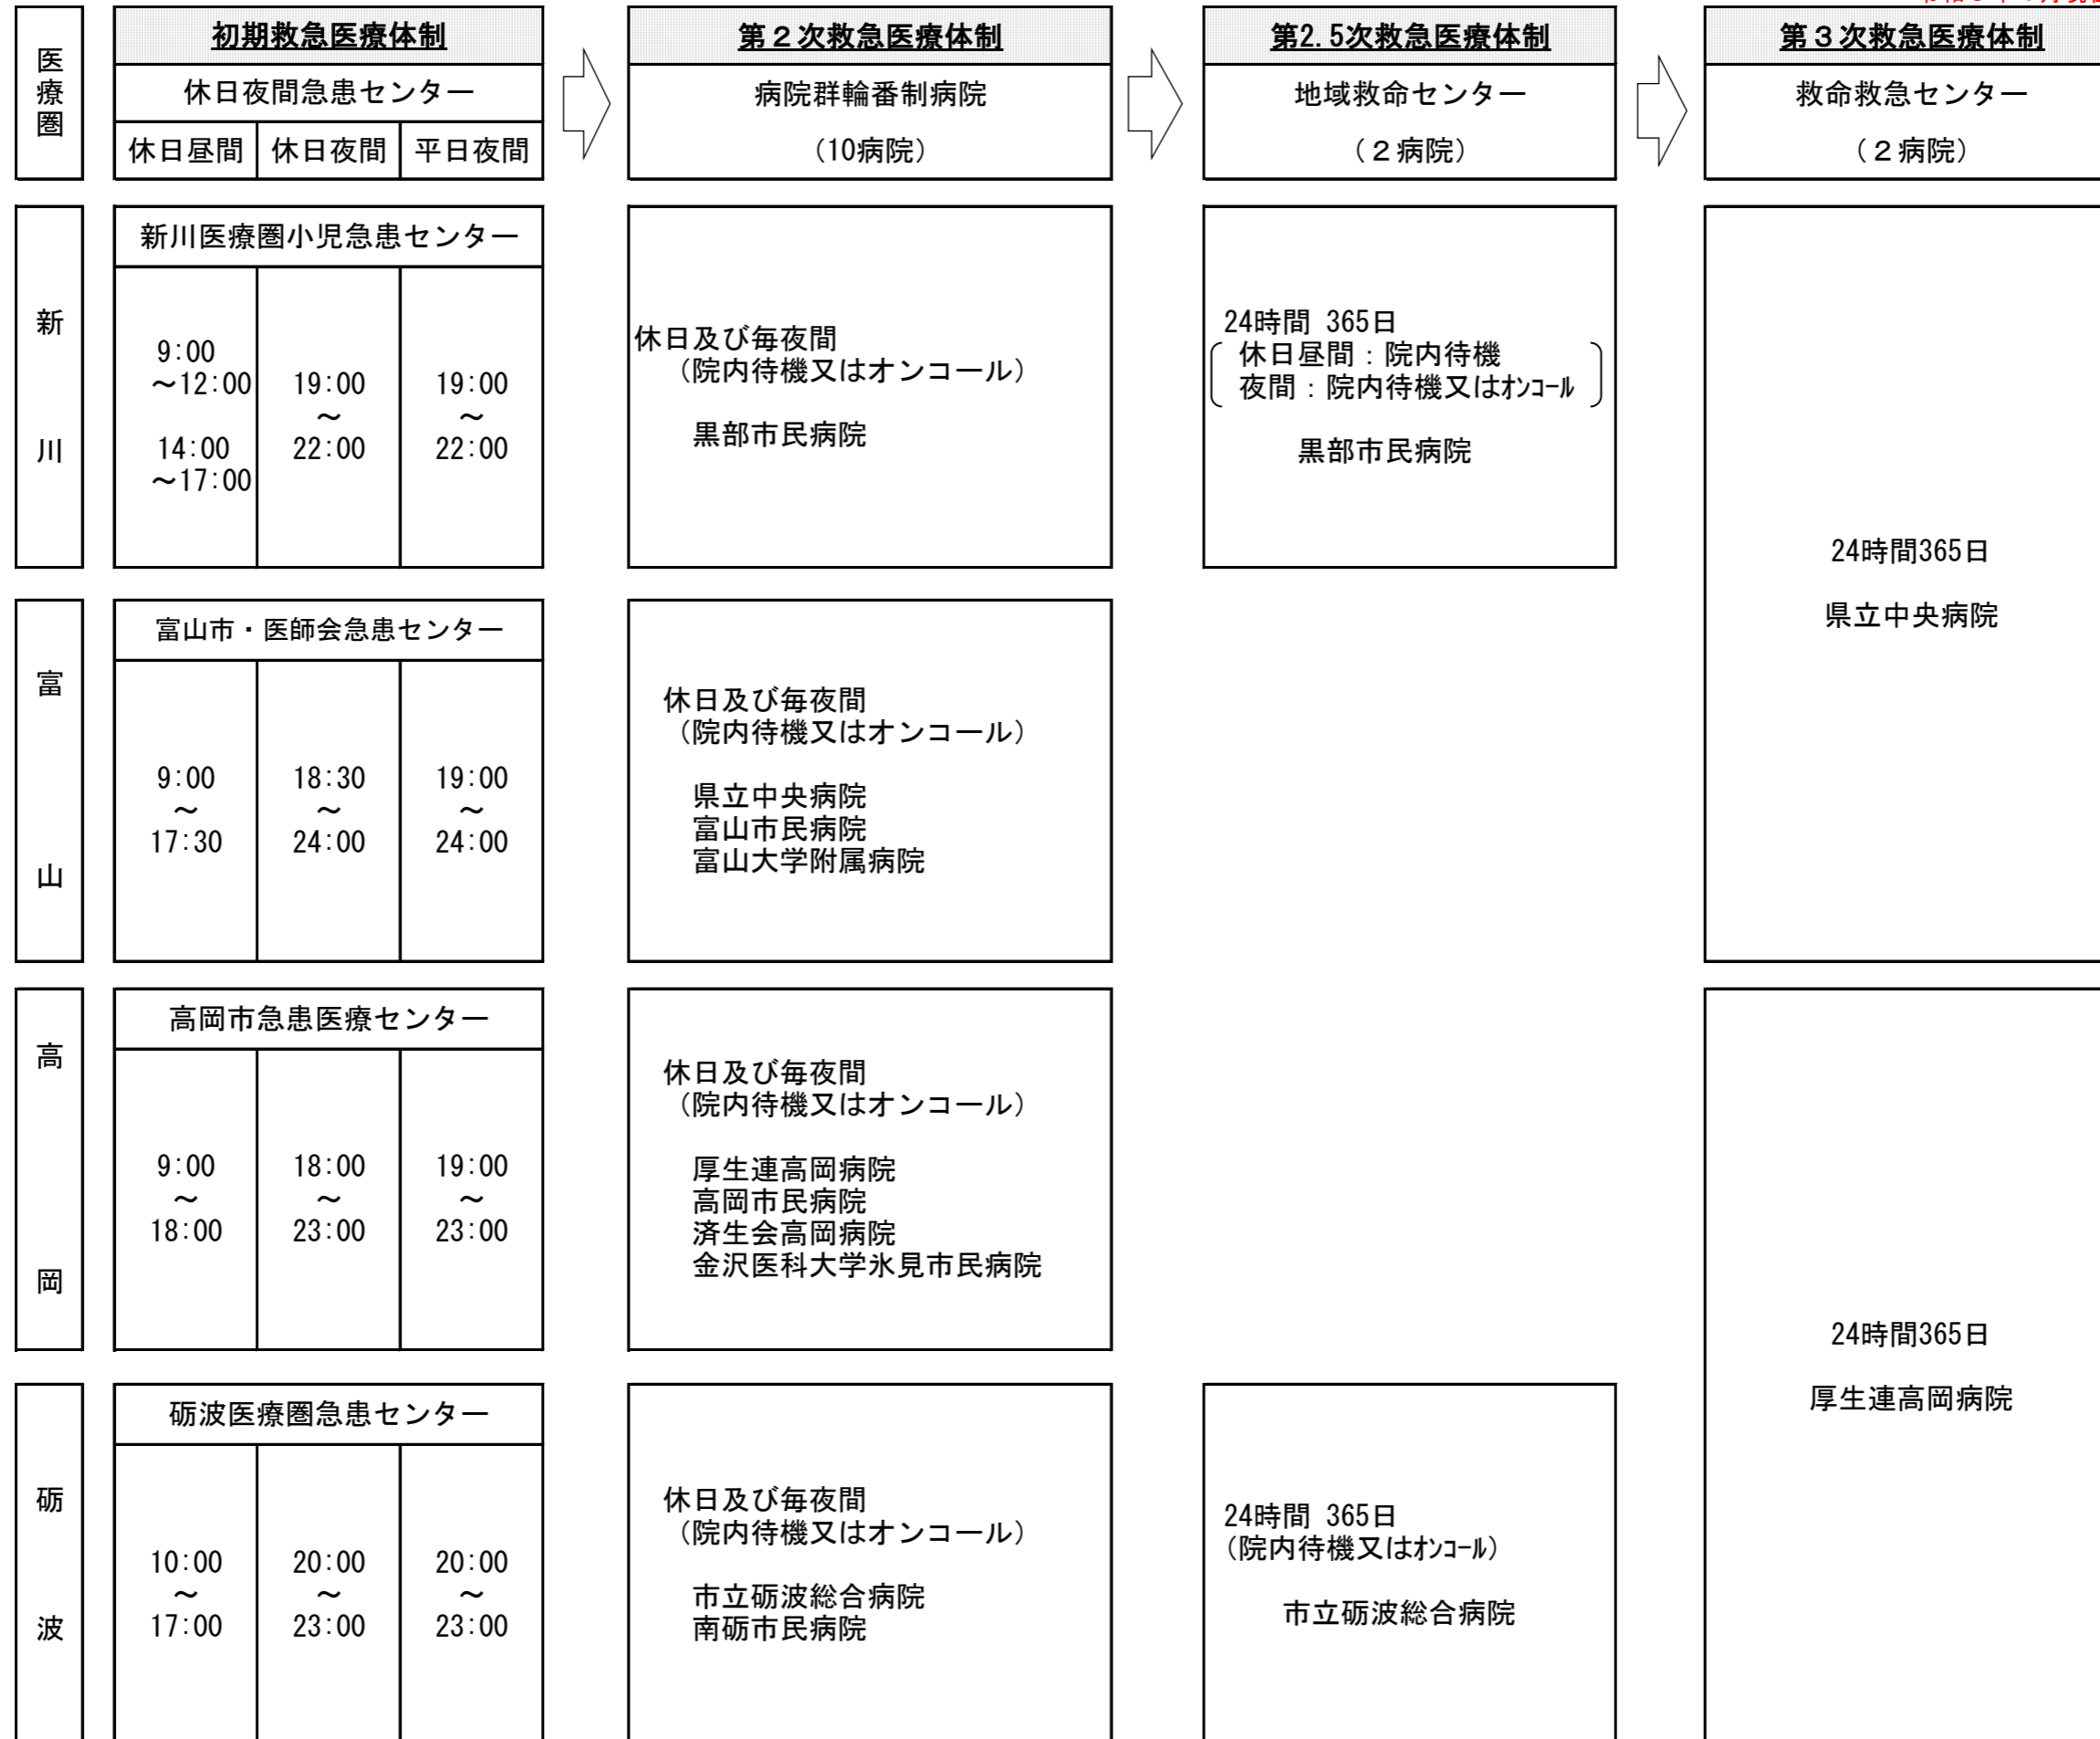 医療圏
初期救急医療体制
休日夜間急患センター
休日昼間 休日夜間 平日夜間
第２次救急医療体制
病院群輪番制病院
（10病院）
第2.5次救急医療体制
地域救命センター
（２病院）
第３次救急医療体制
救命救急センター
（２病院）
新川
新川医療圏小児急患センター
9:00
～12:00
14:00
～17:00
19:00
～
22:00
19:00
～
22:00
休日及び毎夜間
（院内待機又はオンコール）
黒部市民病院
24時間 365日
休日昼間：院内待機
夜間：院内待機又はｵﾝｺｰﾙ
黒部市民病院
24時間365日
県立中央病院
富山
富山市・医師会急患センター
9:00
～
17:30
18:30
～
24:00
19:00
～
24:00
休日及び毎夜間
（院内待機又はオンコール）
県立中央病院
富山市民病院
富山大学附属病院
高岡
高岡市急患医療センター
9:00
～
18:00
18:00
～
23:00
19:00
～
23:00
休日及び毎夜間
（院内待機又はオンコール）
厚生連高岡病院
高岡市民病院
済生会高岡病院
金沢医科大学氷見市民病院
24時間365日
厚生連高岡病院
砺波
砺波医療圏急患センター
10:00
～
17:00
20:00
～
23:00
20:00
～
23:00
休日及び毎夜間
（院内待機又はオンコール）
市立砺波総合病院
南砺市民病院
24時間 365日
（院内待機又はｵﾝｺｰﾙ）
市立砺波総合病院